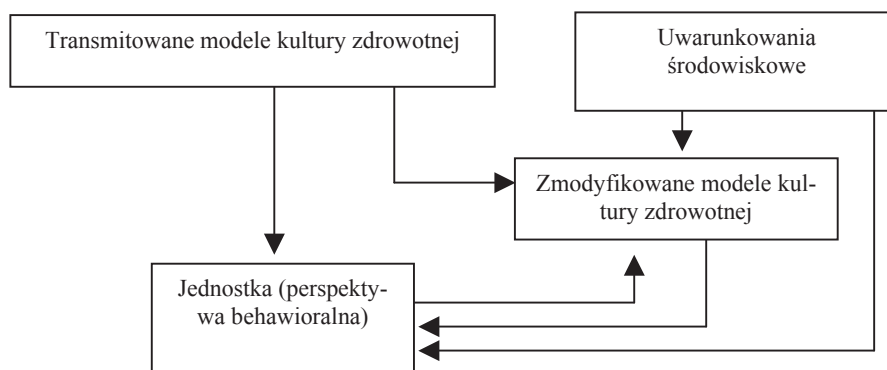 Transmitowane modele kultury zdrowotnej
Uwarunkowania
środowiskowe
Zmodyfikowane modele kul-
tury zdrowotnej
Jednostka (perspekty-
wa behawioralna)